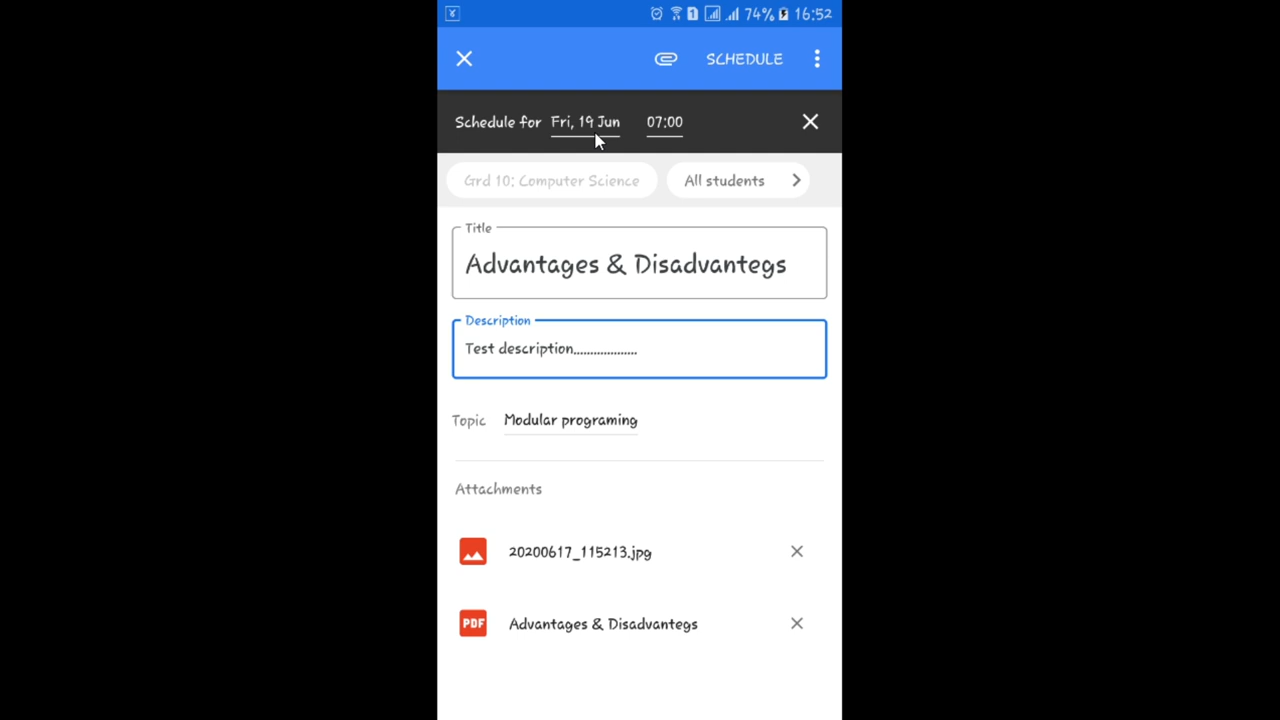 74% 16:52
SCHEDULE
Schedule for Fri, 19 Jun 07:00
Grd 10: Computer Science All students
Title
Advantages & Disadvantegs
Description
Test description...................
Topic Modular programing
Attachments
20200617_115213.jpg
PDF Advantages & Disadvantegs